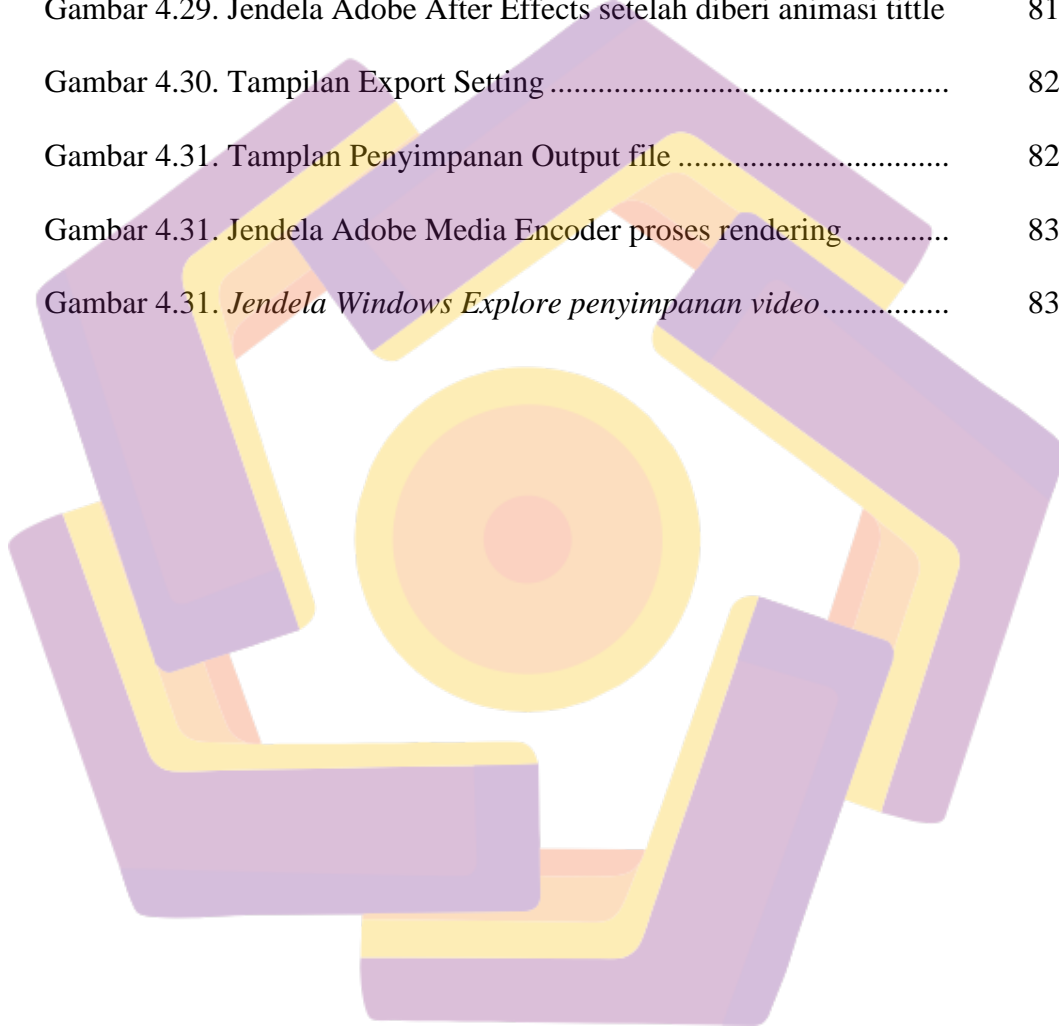 Gambar 4.29. Jendela Adobe After Effects setelah diberi animasi tittle 81
Gambar 4.30. Tampilan Export Setting ................................................ 82
Gambar 4.31. Tamplan Penyimpanan Output file ................................ 82
Gambar 4.31. Jendela Adobe Media Encoder proses rendering ............. 83
Gambar 4.31. Jendela Windows Explore penyimpanan video ............... 83